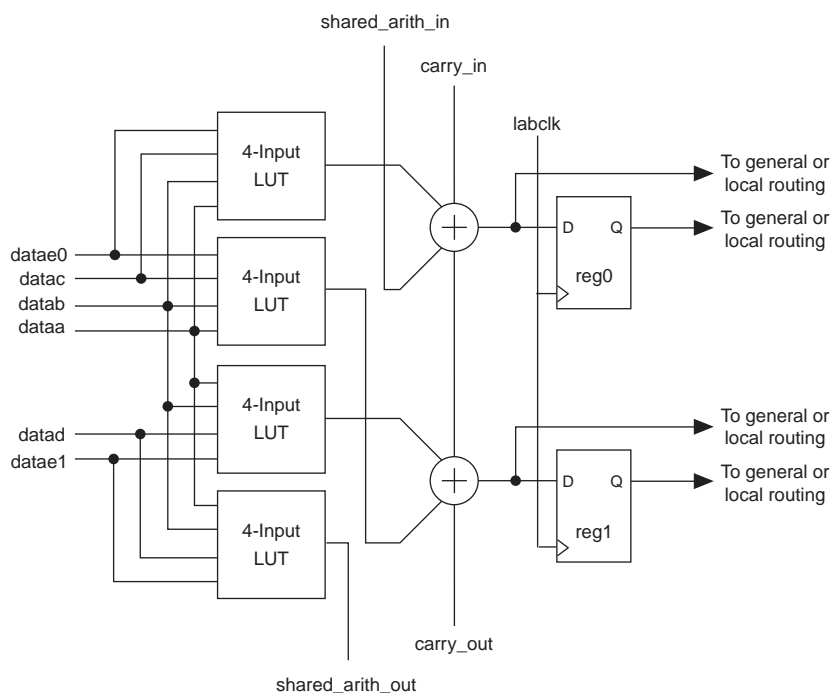 shared_arith_in
carry_in
labclk
4-Input
LUT
To general or
local routing
D Q
reg0
To general or
local routing
datae0
datac
datab
dataa
4-Input
LUT
4-Input
LUT
datad
datae1
To general or
local routing
D Q
reg1
To general or
local routing
4-Input
LUT
carry_out
shared_arith_out